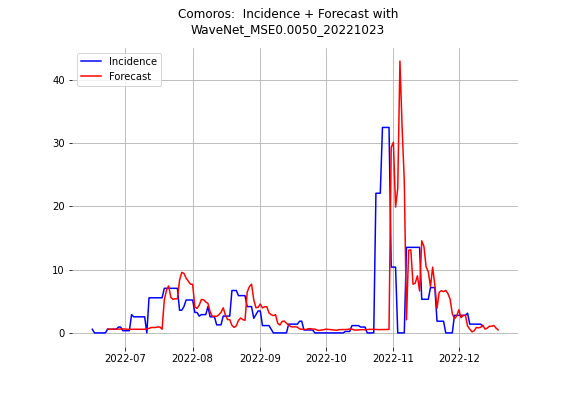 Comoros:  Incidence + Forecast with
WaveNet_MSE0.0050_20221023
Incidence
Forecast
40
30
20
10
0
2022-07
2022-08
2022-09
2022-10
2022-11
2022-12